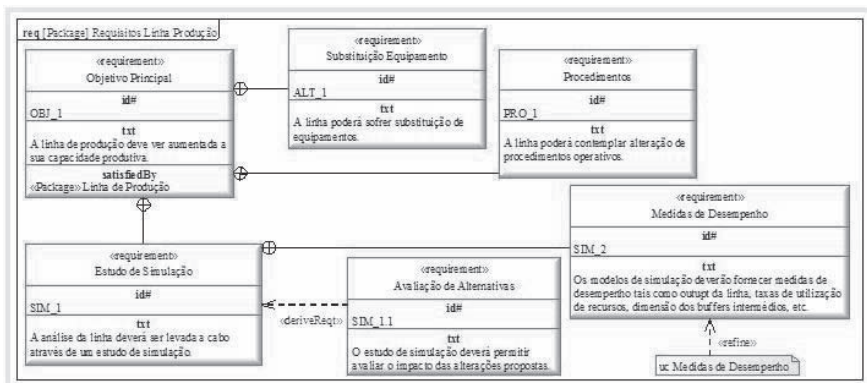 req [Package] Requisitos Linha Produção
«requirement»
Objetivo Principal
id#
OBJ_1
txt
A linha de produção deve ver aumentada a
sua capacidade produtiva.
satisfiedBy
«Package» Linha de Produção
«requirement»
Substituição Equipamento
id#
ALT_1
txt
A linha poderá sofrer substituição de
equipamentos.
«requirement»
Procedimentos
id#
PRO_1
txt
A linha poderá contemplar alteração de
procedimentos operativos.
«requirement»
Medidas de Desempenho
id#
SIM_2
txt
Os modelos de simulação deverão fornecer medidas de
desempenho tais como outupt da linha, taxas de utilização
de recursos, dimensão dos buffers intermédios, etc.
«requirement»
Estudo de Simulação
id#
SIM_1
txt
A análise da linha deverá ser levada a cabo
através de um estudo de simulação.
«deriveReqt»
«requirement»
Avaliação de Alternativas
id#
SIM_1.1
txt
O estudo de simulação deverá permitir
avaliar o impacto das alterações propostas.
«refine»
uc Medidas de Desempenho